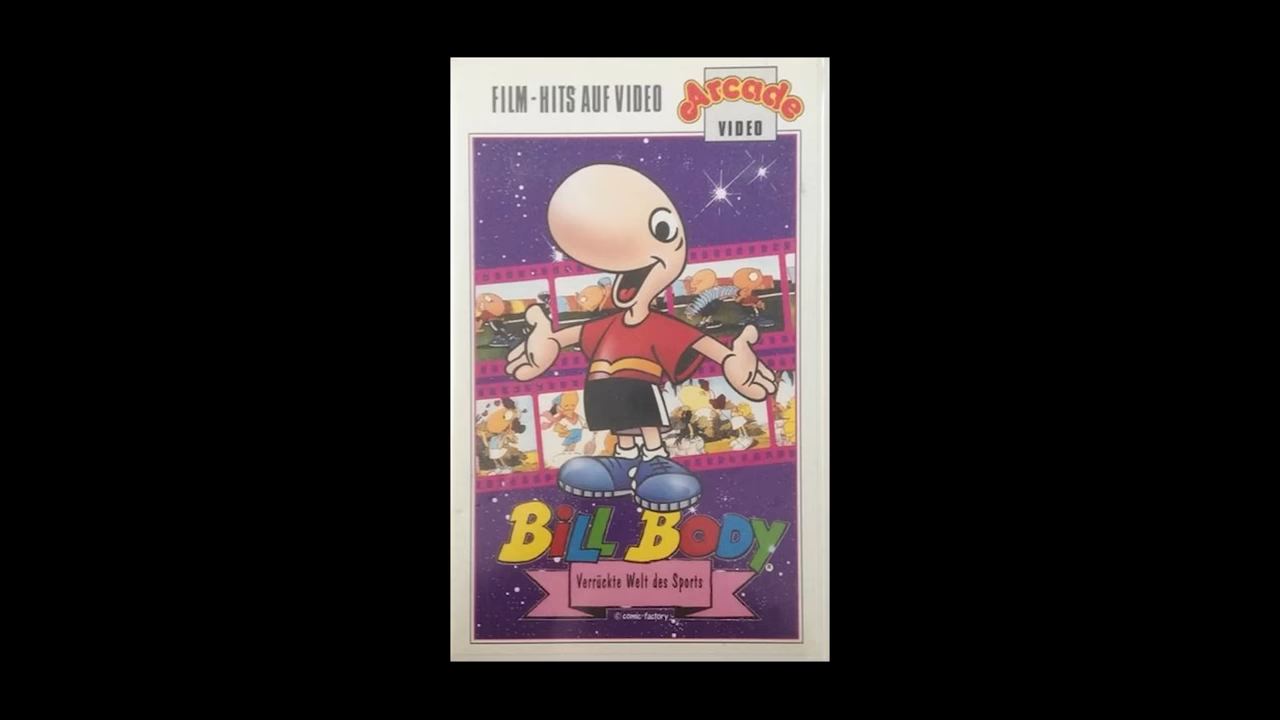 FILM-HITS AUF VIDEO
Arcade
VIDEO
BiLL BODY
®
Verrückte Welt des Sports
© comic-factory